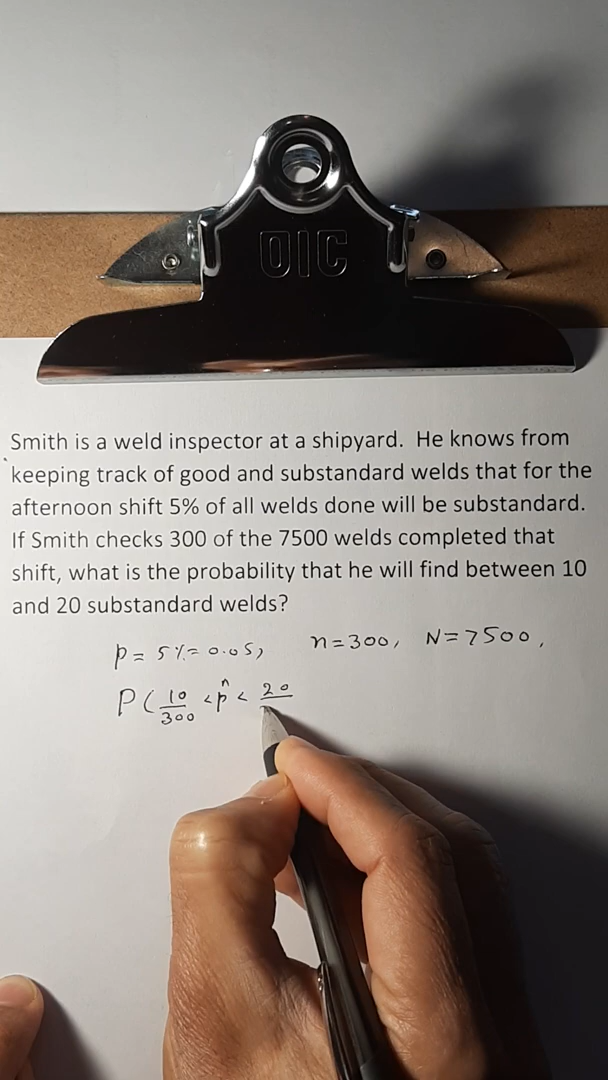 OIC
Smith is a weld inspector at a shipyard. He knows from
keeping track of good and substandard welds that for the
afternoon shift 5% of all welds done will be substandard.
If Smith checks 300 of the 7500 welds completed that
shift, what is the probability that he will find between 10
and 20 substandard welds?
p = 5% = 0.05, n=300, N=7500,
P(10/300 < p̂ < 20/